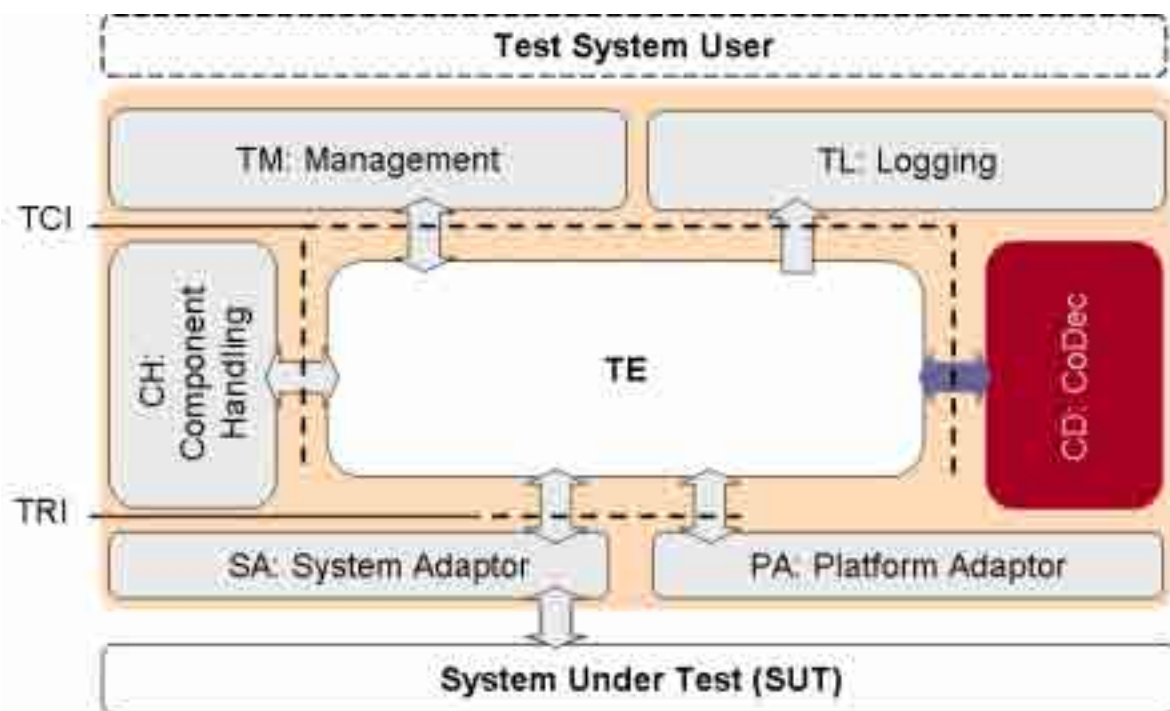 Test System User
TM: Management
TL: Logging
TCI
CH:
Component
Handling
TE
CD: CoDec
TRI
SA: System Adaptor
PA: Platform Adaptor
System Under Test (SUT)